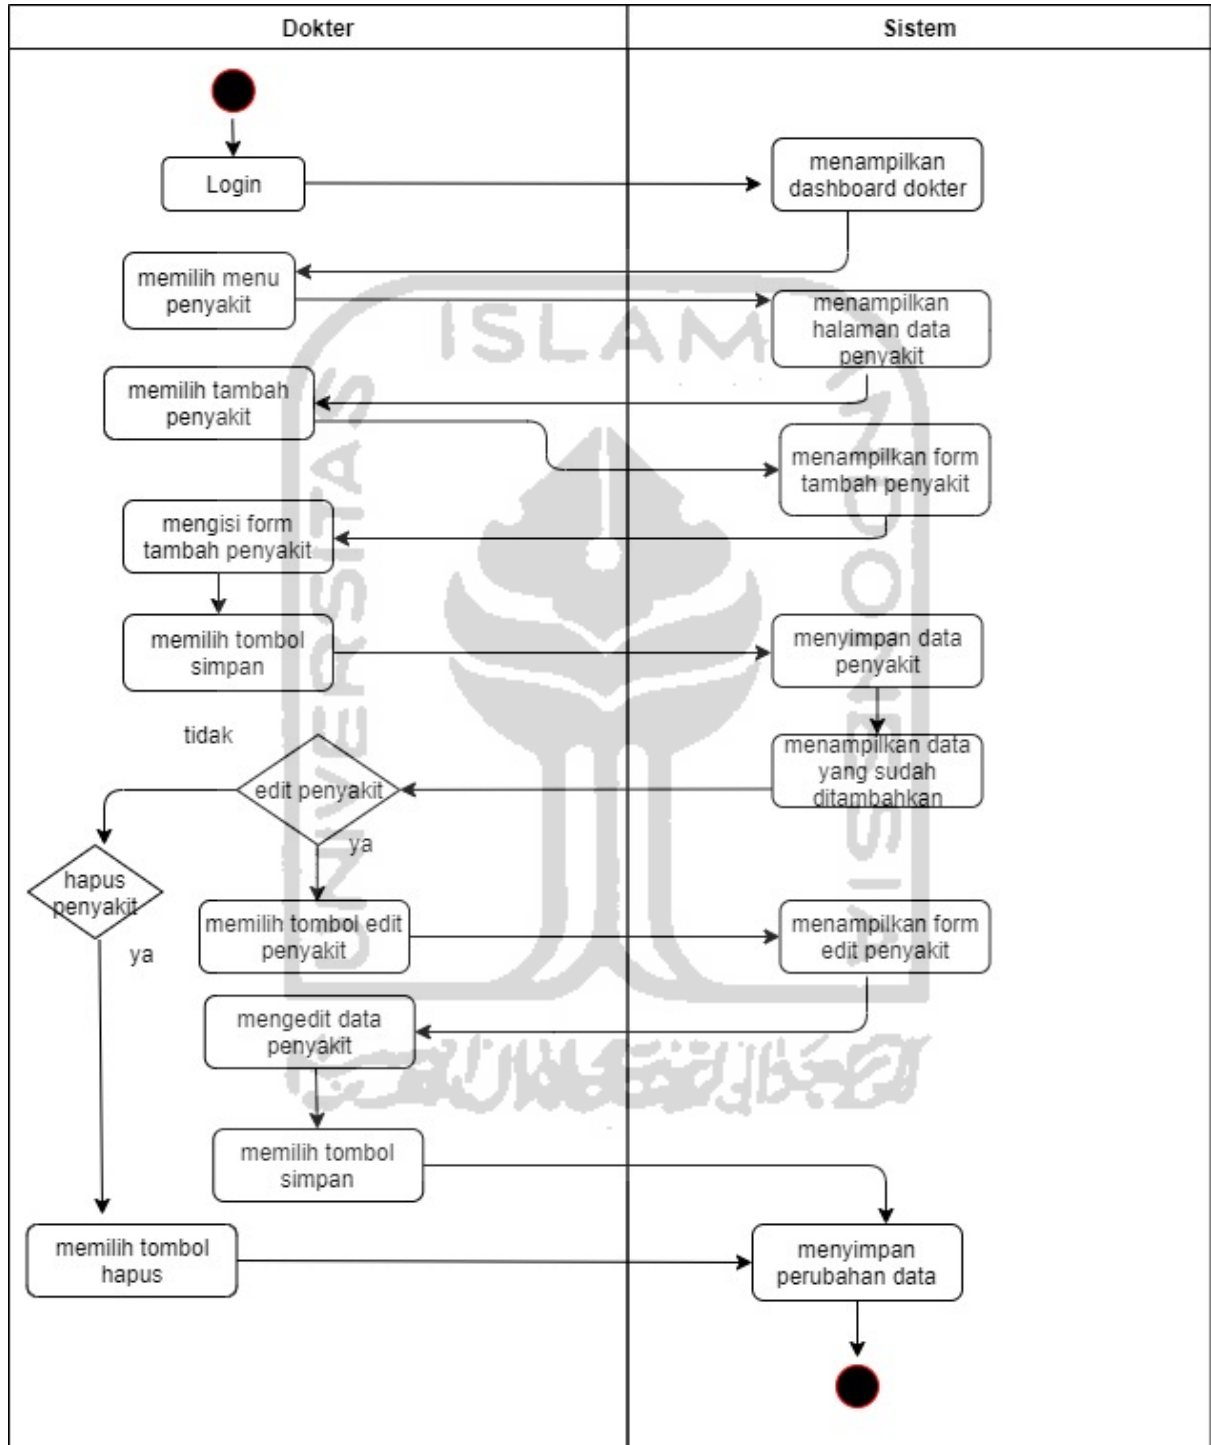 Dokter
Sistem
Login
menampilkan
dashboard dokter
memilih menu
penyakit
menampilkan
halaman data
penyakit
memilih tambah
penyakit
menampilkan form
tambah penyakit
mengisi form
tambah penyakit
memilih tombol
simpan
menyimpan data
penyakit
menampilkan data
yang sudah
ditambahkan
tidak
edit penyakit
ya
hapus
penyakit
ya
memilih tombol edit
penyakit
menampilkan form
edit penyakit
mengedit data
penyakit
memilih tombol
simpan
memilih tombol
hapus
menyimpan
perubahan data
UNIVERSITAS
ISLAM
INDONESIA